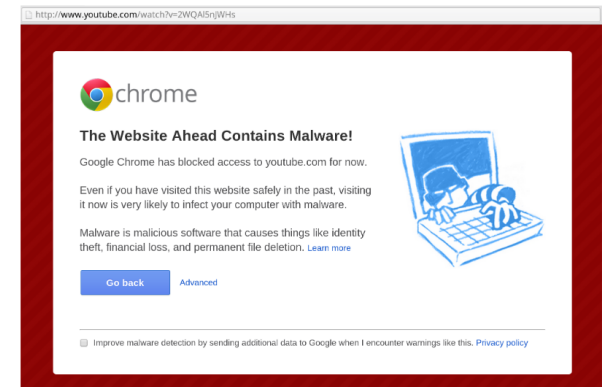 http://www.youtube.com/watch?v=2WQAl5njWHs
chrome
The Website Ahead Contains Malware!
Google Chrome has blocked access to youtube.com for now.
Even if you have visited this website safely in the past, visiting
it now is very likely to infect your computer with malware.
Malware is malicious software that causes things like identity
theft, financial loss, and permanent file deletion. Learn more
Go back Advanced
Improve malware detection by sending additional data to Google when I encounter warnings like this. Privacy policy